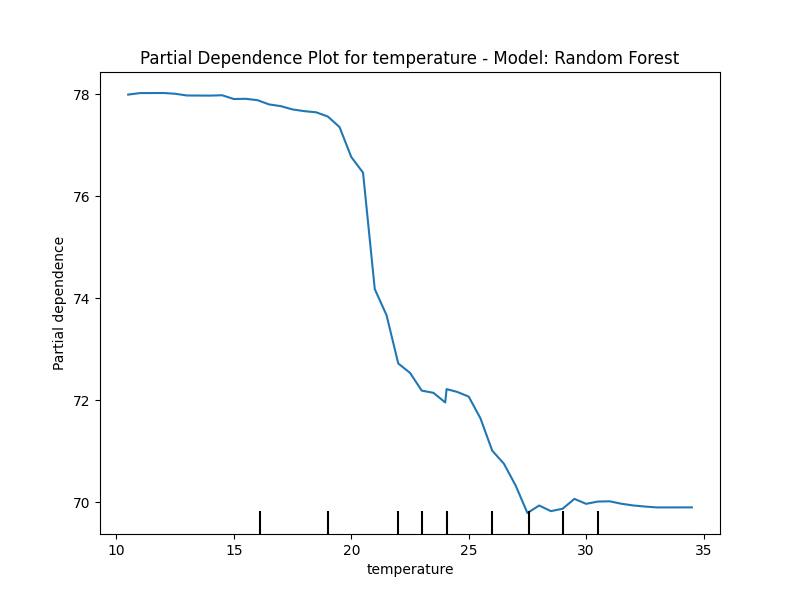 Partial Dependence Plot for temperature - Model: Random Forest
Partial dependence
78
76
74
72
70
10 15 20 25 30 35
temperature